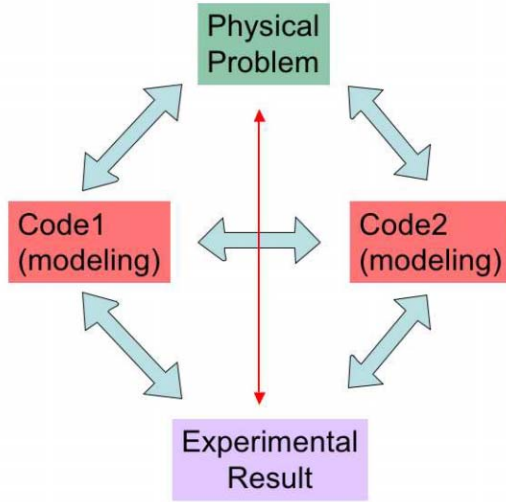 Physical
Problem
Code1
(modeling)
Code2
(modeling)
Experimental
Result